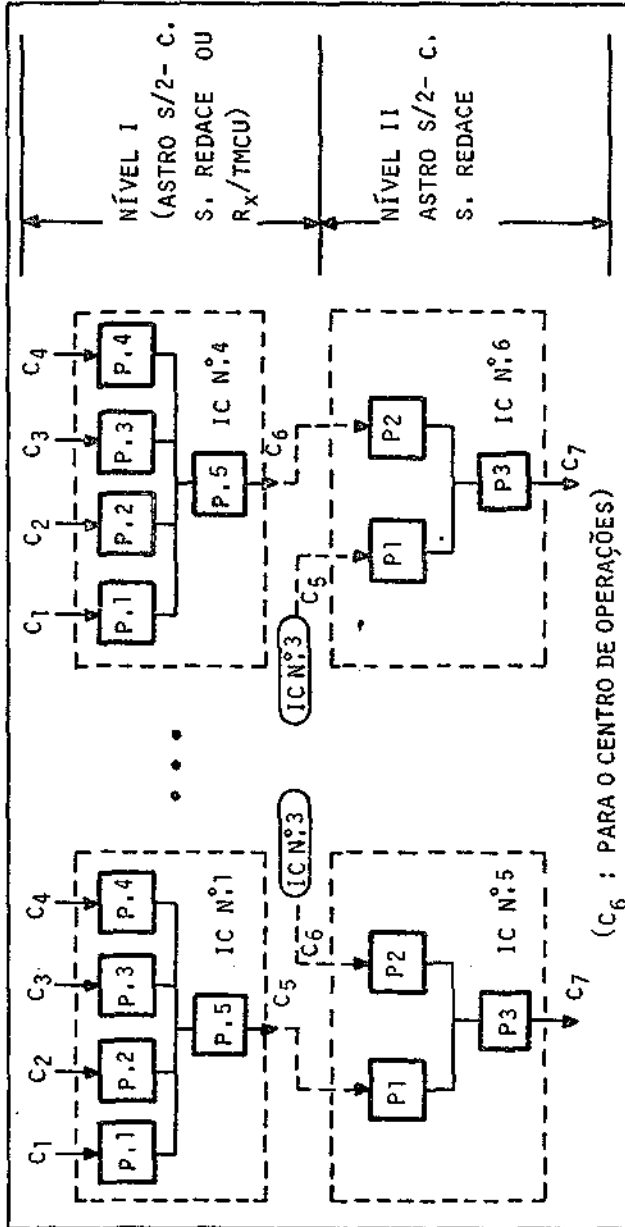 C1 C2 C3 C4
P.1 P.2 P.3 P.4
P.5
IC Nº.1
C5
IC Nº.3
C6
P1 P2
P3
IC Nº.5
C7
C1 C2 C3 C4
P.1 P.2 P.3 P.4
P.5
IC Nº.4
C6
IC Nº.3
C5
P1 P2
P3
IC Nº.6
C7
NÍVEL I
(ASTRO S/2- C.
S. REDACE OU
Rx/TMCU)
NÍVEL II
ASTRO S/2- C.
S. REDACE
(C6 : PARA O CENTRO DE OPERAÇÕES)